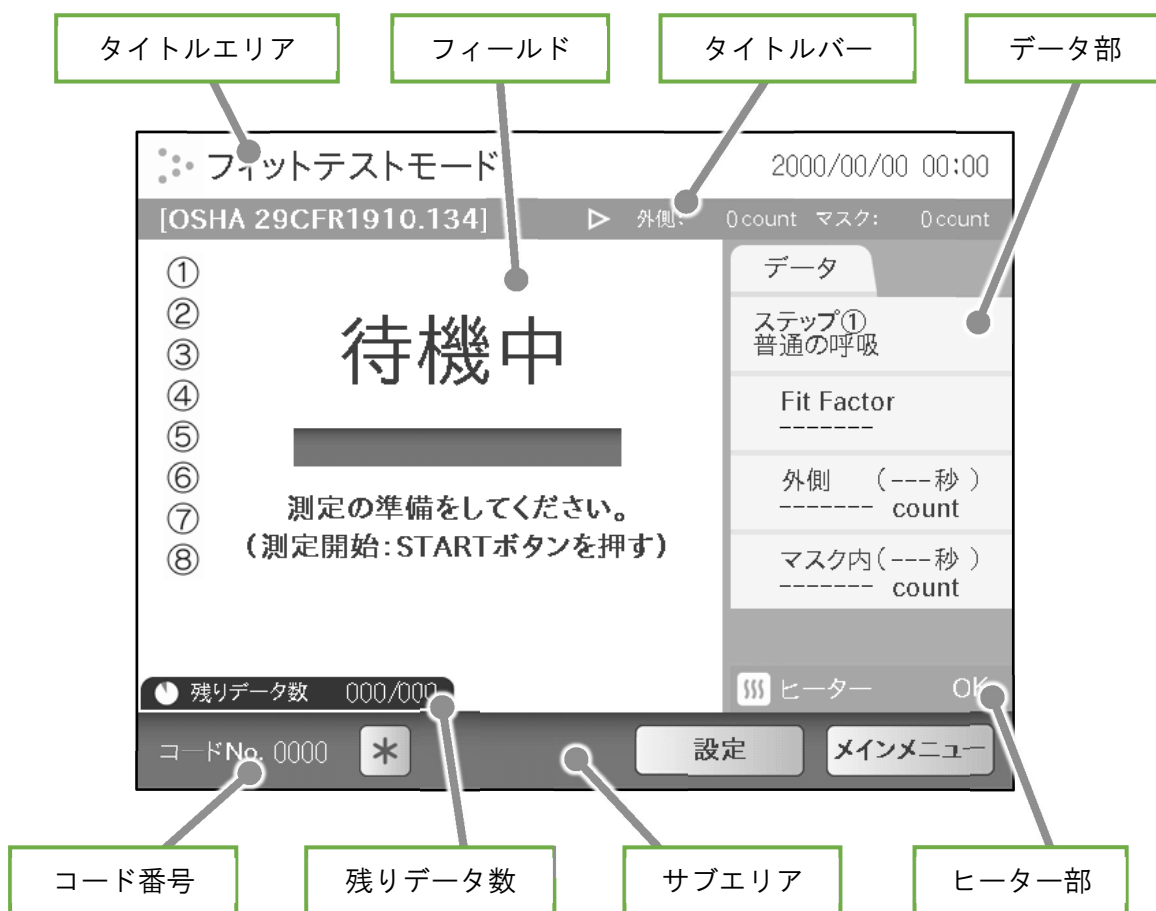 タイトルエリア
フィールド
タイトルバー
データ部
フィットテストモード
2000/00/00 00:00
[OSHA 29CFR1910.134]
外側: 0count マスク: 0count
①
②
③
④
⑤
⑥
⑦
⑧
待機中
測定の準備をしてください。
(測定開始:STARTボタンを押す)
データ
ステップ①
普通の呼吸
Fit Factor
-------
外側 (---秒)
------- count
マスク内(---秒)
------- count
残りデータ数 000/000
ヒーター OK
コードNo. 0000 *
設定
メインメニュー
コード番号
残りデータ数
サブエリア
ヒーター部